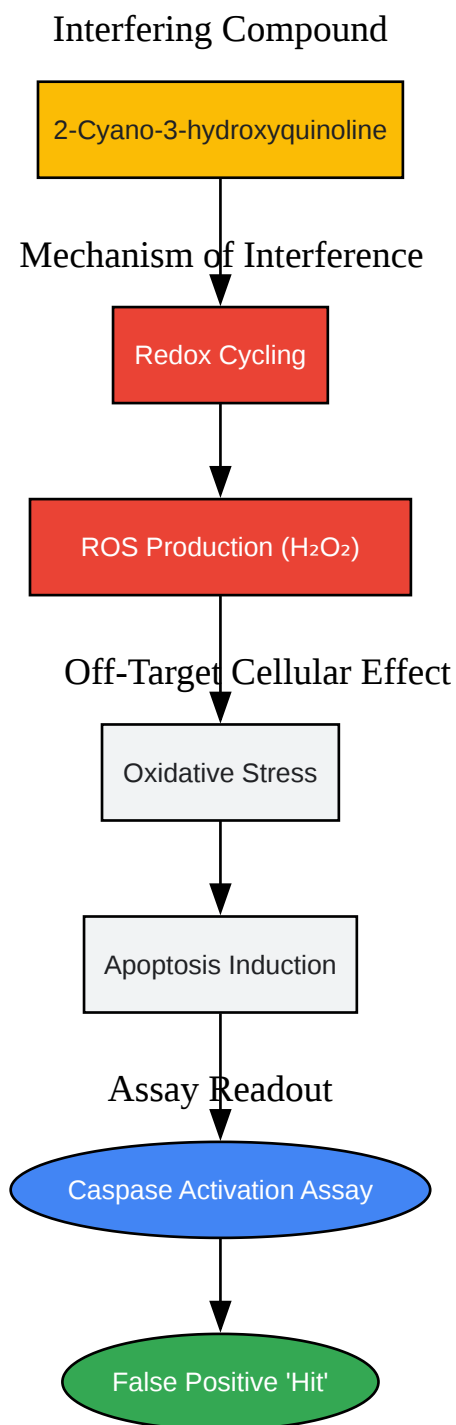 Interfering Compound
2-Cyano-3-hydroxyquinoline
Mechanism of Interference
Redox Cycling
ROS Production (H₂O₂)
Off-Target Cellular Effect
Oxidative Stress
Apoptosis Induction
Assay Readout
Caspase Activation Assay
False Positive 'Hit'